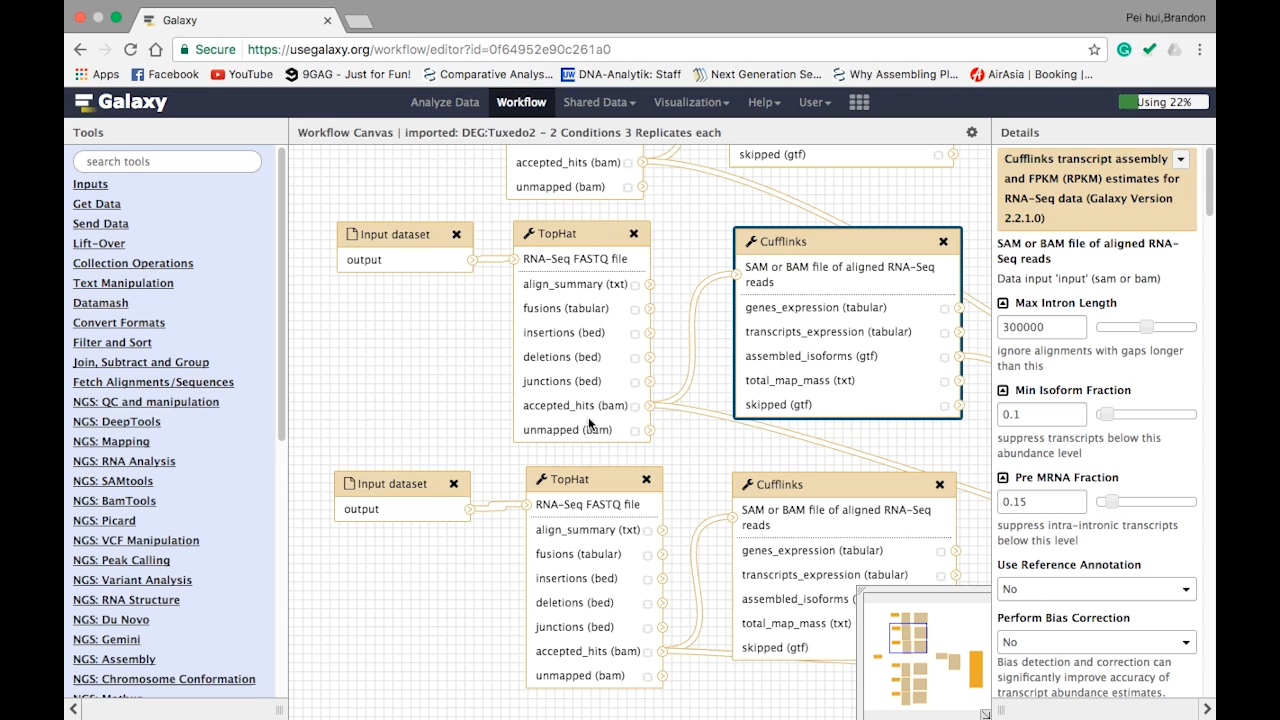 Galaxy
Pei hui,Brandon
Secure https://usegalaxy.org/workflow/editor?id=0f64952e90c261a0
Apps Facebook YouTube 9GAG - Just for Fun! Comparative Analys... DNA-Analytik: Staff Next Generation Se... Why Assembling Pl... AirAsia | Booking |...
Galaxy Analyze Data Workflow Shared Data Visualization Help User Using 22%
Tools
search tools
Inputs
Get Data
Send Data
Lift-Over
Collection Operations
Text Manipulation
Datamash
Convert Formats
Filter and Sort
Join, Subtract and Group
Fetch Alignments/Sequences
NGS: QC and manipulation
NGS: DeepTools
NGS: Mapping
NGS: RNA Analysis
NGS: SAMtools
NGS: BamTools
NGS: Picard
NGS: VCF Manipulation
NGS: Peak Calling
NGS: Variant Analysis
NGS: RNA Structure
NGS: Du Novo
NGS: Gemini
NGS: Assembly
NGS: Chromosome Conformation
Workflow Canvas | imported: DEG:Tuxedo2 - 2 Conditions 3 Replicates each
accepted_hits (bam)
unmapped (bam)
skipped (gtf)
Input dataset
output
TopHat
RNA-Seq FASTQ file
align_summary (txt)
fusions (tabular)
insertions (bed)
deletions (bed)
junctions (bed)
accepted_hits (bam)
unmapped (bam)
Cufflinks
SAM or BAM file of aligned RNA-Seq
reads
genes_expression (tabular)
transcripts_expression (tabular)
assembled_isoforms (gtf)
total_map_mass (txt)
skipped (gtf)
Input dataset
output
TopHat
RNA-Seq FASTQ file
align_summary (txt)
fusions (tabular)
insertions (bed)
deletions (bed)
junctions (bed)
accepted_hits (bam)
unmapped (bam)
Cufflinks
SAM or BAM file of aligned RNA-Seq
reads
genes_expression (tabular)
transcripts_expression (tabular)
assembled_isoforms (
total_map_mass (txt)
skipped (gtf)
Details
Cufflinks transcript assembly
and FPKM (RPKM) estimates for
RNA-Seq data (Galaxy Version
2.2.1.0)
SAM or BAM file of aligned RNA-
Seq reads
Data input 'input' (sam or bam)
Max Intron Length
300000
ignore alignments with gaps longer
than this
Min Isoform Fraction
0.1
suppress transcripts below this
abundance level
Pre MRNA Fraction
0.15
suppress intra-intronic transcripts
below this level
Use Reference Annotation
No
Perform Bias Correction
No
Bias detection and correction can
significantly improve accuracy of
transcript abundance estimates.